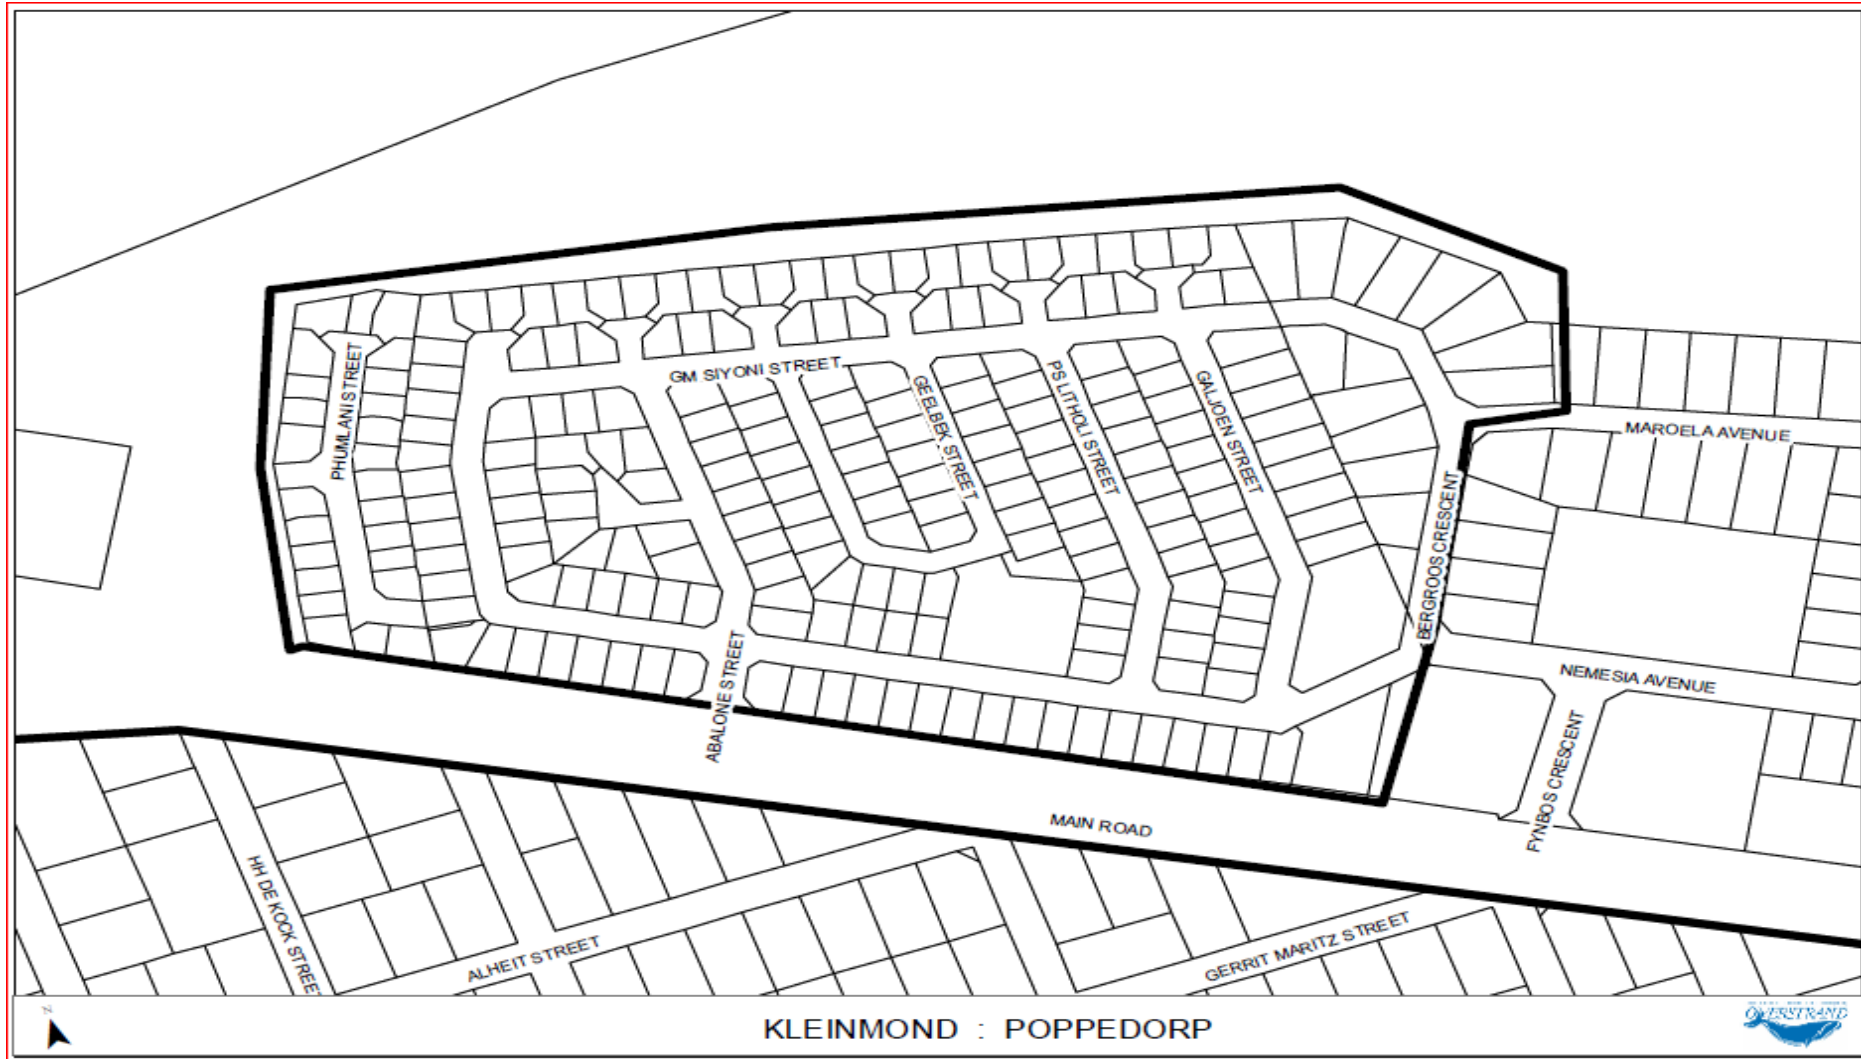 GM SIYONI STREET
PHUMLANI STREET
GEELBEK STREET
PS LITHOLI STREET
GALJOEN STREET
MAROELA AVENUE
BERGROOS CRESCENT
ABALONE STREET
NEMESIA AVENUE
FYNBOS CRESCENT
MAIN ROAD
HH DE KOCK STREET
ALHEIT STREET
GERRIT MARITZ STREET
N
KLEINMOND : POPPEDORP
OVERSTRAND